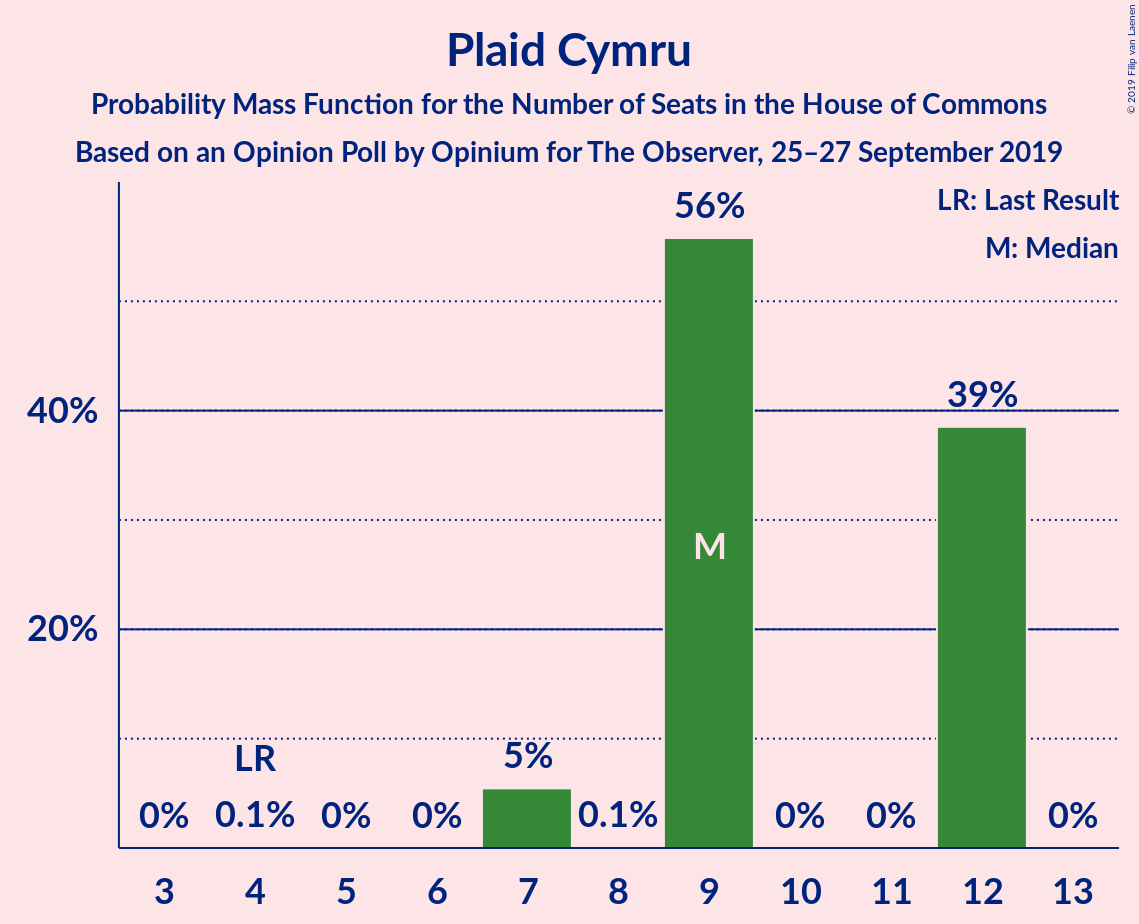 Plaid Cymru
Probability Mass Function for the Number of Seats in the House of Commons
Based on an Opinion Poll by Opinium for The Observer, 25–27 September 2019
© 2019 Filip van Laenen
LR: Last Result
M: Median
56%
40%
39%
M
20%
LR
5%
0% 0.1% 0% 0% 0.1% 0% 0% 0%
3 4 5 6 7 8 9 10 11 12 13